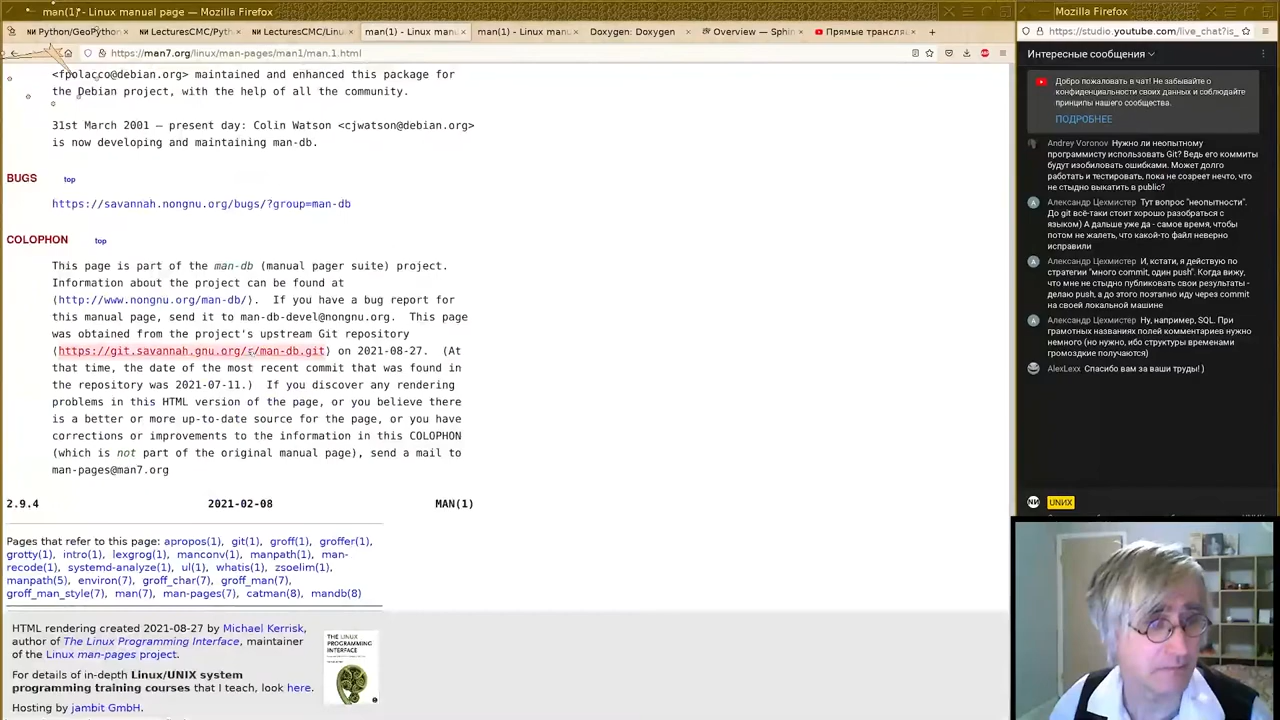 man(1) - Linux manual page — Mozilla Firefox
Mozilla Firefox
Python/GeoPython
LecturesCMC/Linux
LecturesCMC/Linux
man(1) - Linux manu
man(1) - Linux manu
Doxygen: Doxygen
Overview — Sphin
Прямые трансля
https://man7.org/linux/man-pages/man1/man.1.html
https://studio.youtube.com/live_chat?is_
<fpolacco@debian.org> maintained and enhanced this package for
the Debian project, with the help of all the community.
31st March 2001 – present day: Colin Watson <cjwatson@debian.org>
is now developing and maintaining man-db.
BUGS top
https://savannah.nongnu.org/bugs/?group=man-db
COLOPHON top
This page is part of the man-db (manual pager suite) project.
Information about the project can be found at
⟨http://www.nongnu.org/man-db/⟩. If you have a bug report for
this manual page, send it to man-db-devel@nongnu.org. This page
was obtained from the project's upstream Git repository
⟨https://git.savannah.gnu.org/r/man-db.git⟩ on 2021-08-27. (At
that time, the date of the most recent commit that was found in
the repository was 2021-07-11.) If you discover any rendering
problems in this HTML version of the page, or you believe there
is a better or more up-to-date source for the page, or you have
corrections or improvements to the information in this COLOPHON
(which is not part of the original manual page), send a mail to
man-pages@man7.org
2.9.4 2021-02-08 MAN(1)
Pages that refer to this page: apropos(1), git(1), groff(1), groffer(1),
grotty(1), intro(1), lexgrog(1), manconv(1), manpath(1), man-
recode(1), systemd-analyze(1), ul(1), whatis(1), zsoelim(1),
manpath(5), environ(7), groff_char(7), groff_man(7),
groff_man_style(7), man(7), man-pages(7), catman(8), mandb(8)
HTML rendering created 2021-08-27 by Michael Kerrisk,
author of The Linux Programming Interface, maintainer
of the Linux man-pages project.
For details of in-depth Linux/UNIX system
programming training courses that I teach, look here.
Hosting by jambit GmbH.
THE LINUX
PROGRAMMING
INTERFACE
Интересные сообщения
Добро пожаловать в чат! Не забывайте о
конфиденциальности своих данных и соблюдайте
принципы нашего сообщества.
ПОДРОБНЕЕ
Andrey Voronov Нужно ли неопытному
программисту использовать Git? Ведь его коммиты
будут изобиловать ошибками. Может долго
работать и тестировать, пока не созреет нечто, что
не стыдно выкатить в public?
А Александр Цехмистер Тут вопрос "неопытности".
До git всё-таки стоит хорошо разобраться с
языком) А дальше уже да - самое время, чтобы
потом не жалеть, что какой-то файл неверно
исправили
А Александр Цехмистер И, кстати, я действую по
стратегии "много commit, один push". Когда вижу,
что мне не стыдно публиковать свои результаты -
делаю push, а до этого поэтапно иду через commit
на своей локальной машине
А Александр Цехмистер Ну, например, SQL. При
грамотных названиях полей комментариев нужно
немного (но нужно, ибо структуры временами
громоздкие получаются)
AlexLexx Спасибо вам за ваши труды! )
UNИX